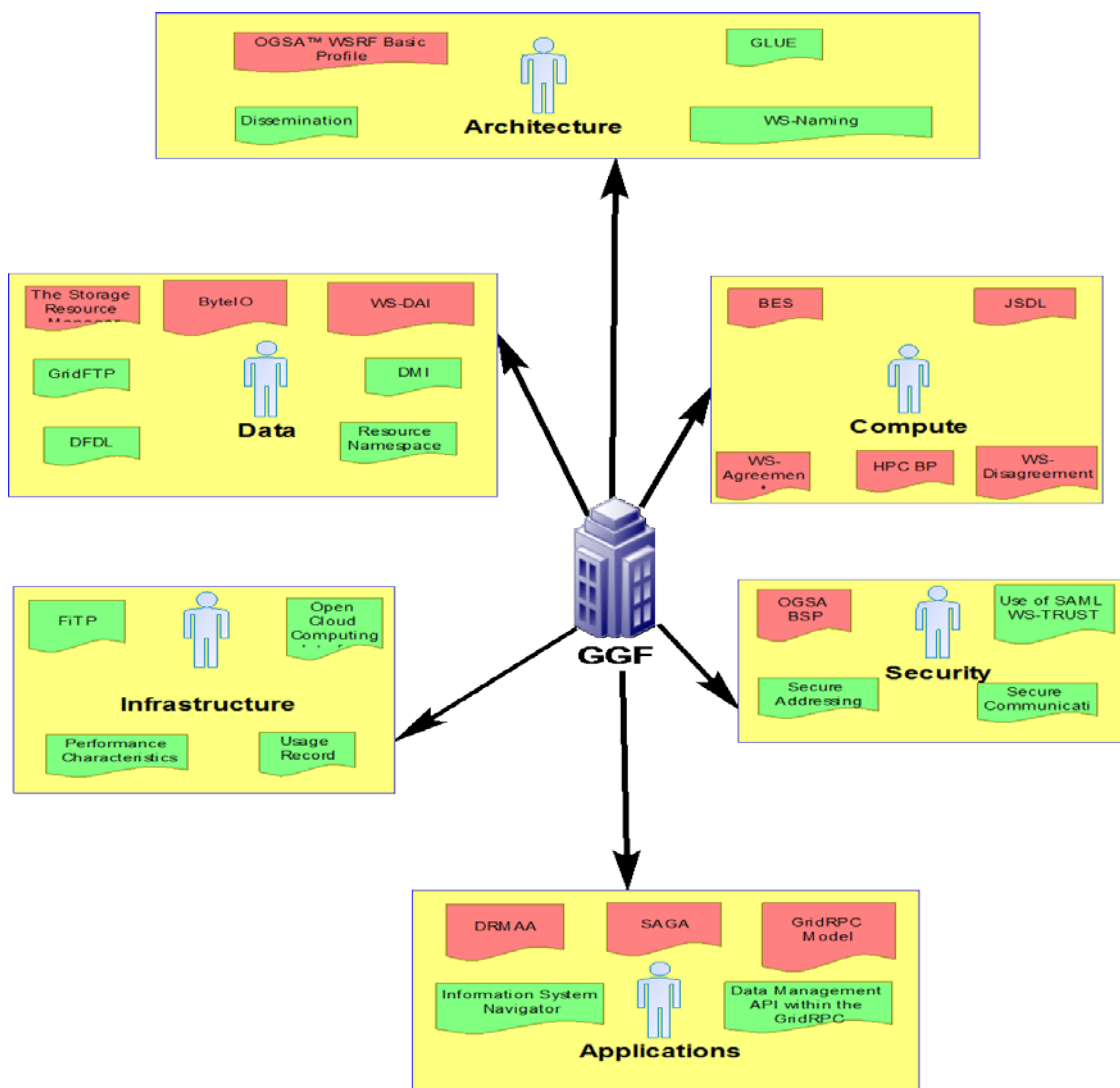 OGSA™ WSRF Basic
Profile
GLUE
Dissemination
WS-Naming
Architecture
The Storage
Resource
ByteIO
WS-DAI
GridFTP
DMI
Data
DFDL
Resource
Namespace
BES
JSDL
Compute
WS-
Agreemen
HPC BP
WS-
Disagreement
GGF
FiTP
Open
Cloud
Computing
Infrastructure
Performance
Characteristics
Usage
Record
OGSA
BSP
Use of SAML
WS-TRUST
Security
Secure
Addressing
Secure
Communicati
DRMAA
SAGA
GridRPC
Model
Information System
Navigator
Data Management
API within the
GridRPC
Applications